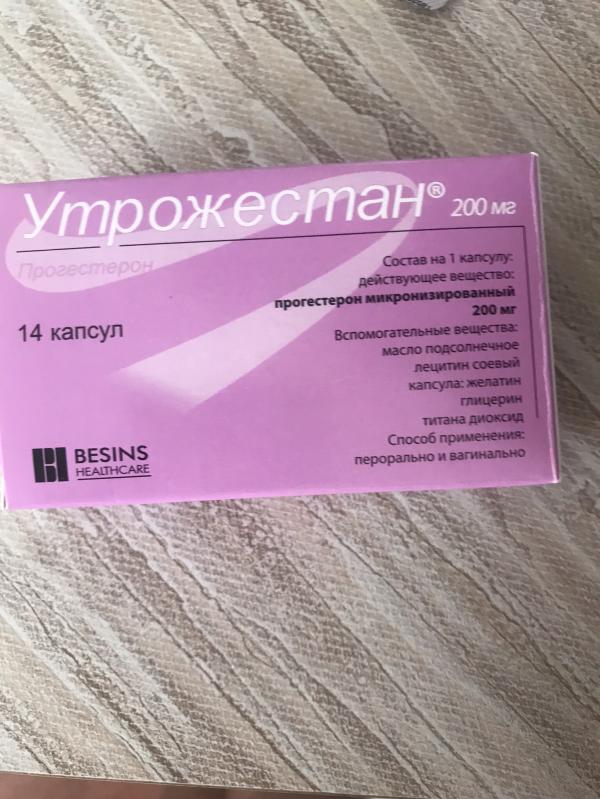 Утрожестан® 200 мг
Прогестерон
14 капсул
BESINS
HEALTHCARE
Состав на 1 капсулу:
действующее вещество:
прогестерон микронизированный
200 мг
Вспомогательные вещества:
масло подсолнечное
лецитин соевый
капсула: желатин
глицерин
титана диоксид
Способ применения:
перорально и вагинально